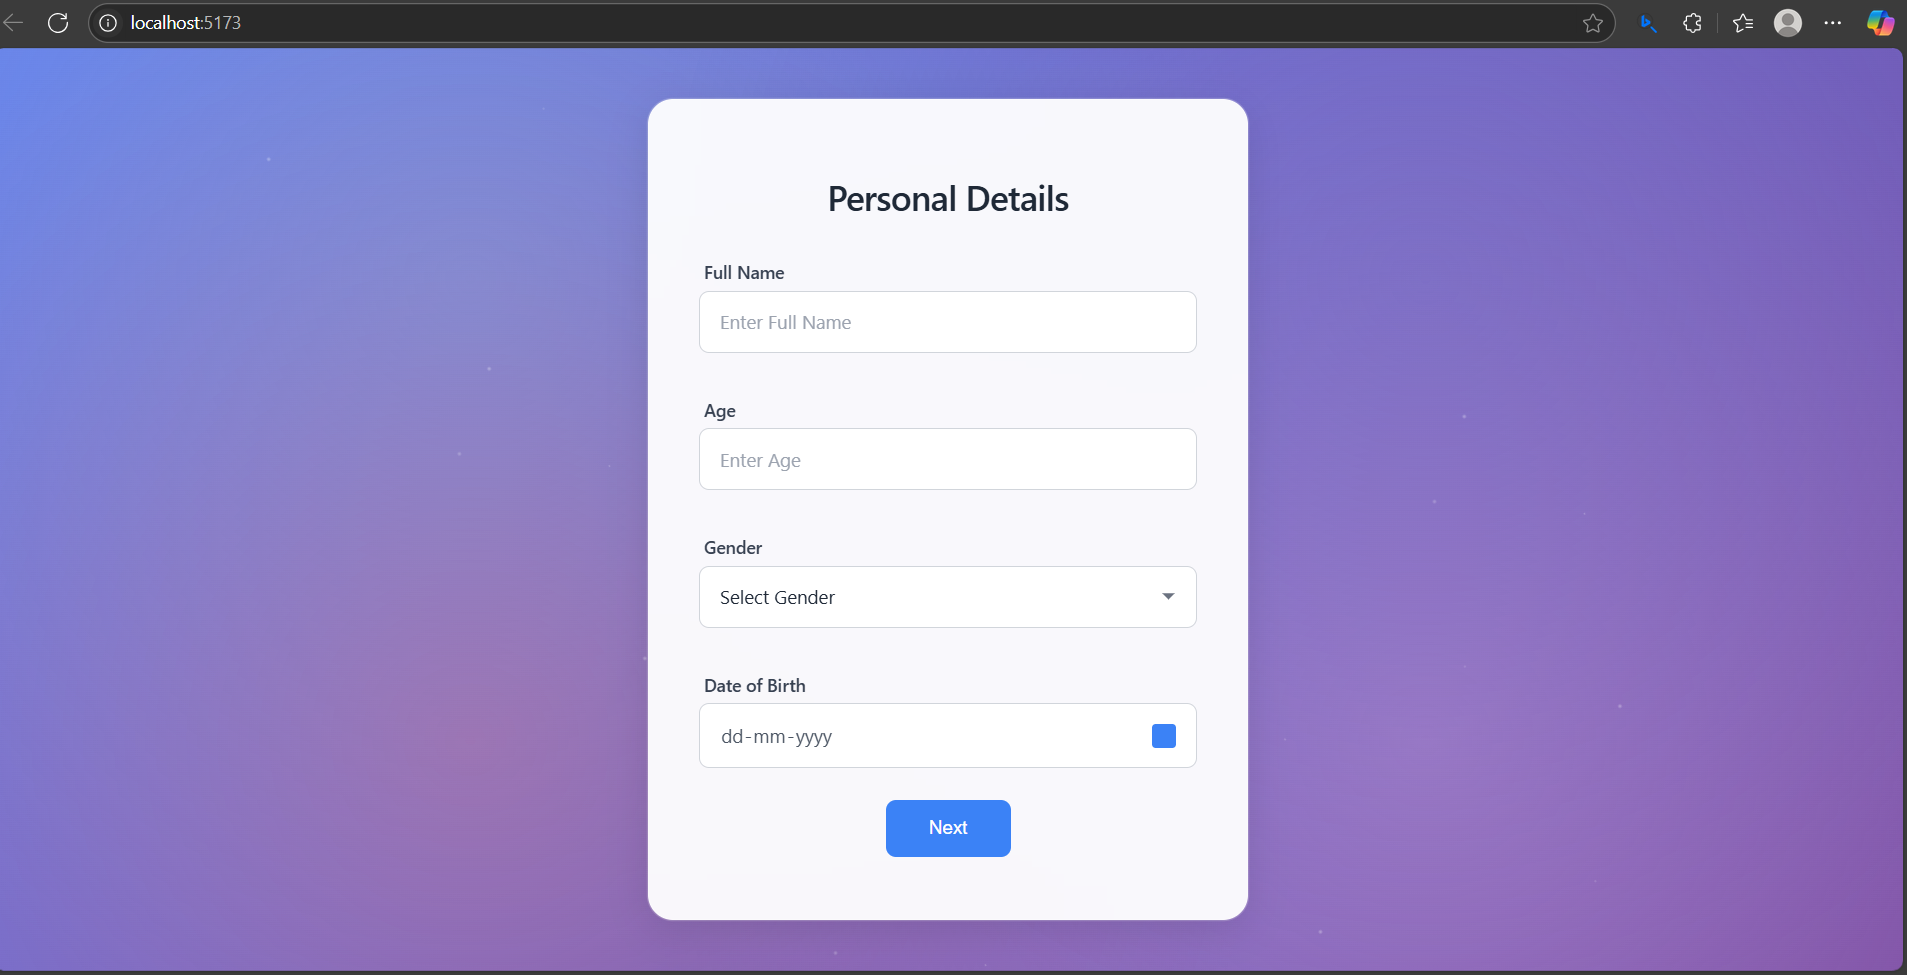 localhost:5173
Personal Details
Full Name
Enter Full Name
Age
Enter Age
Gender
Select Gender
Date of Birth
dd-mm-yyyy
Next